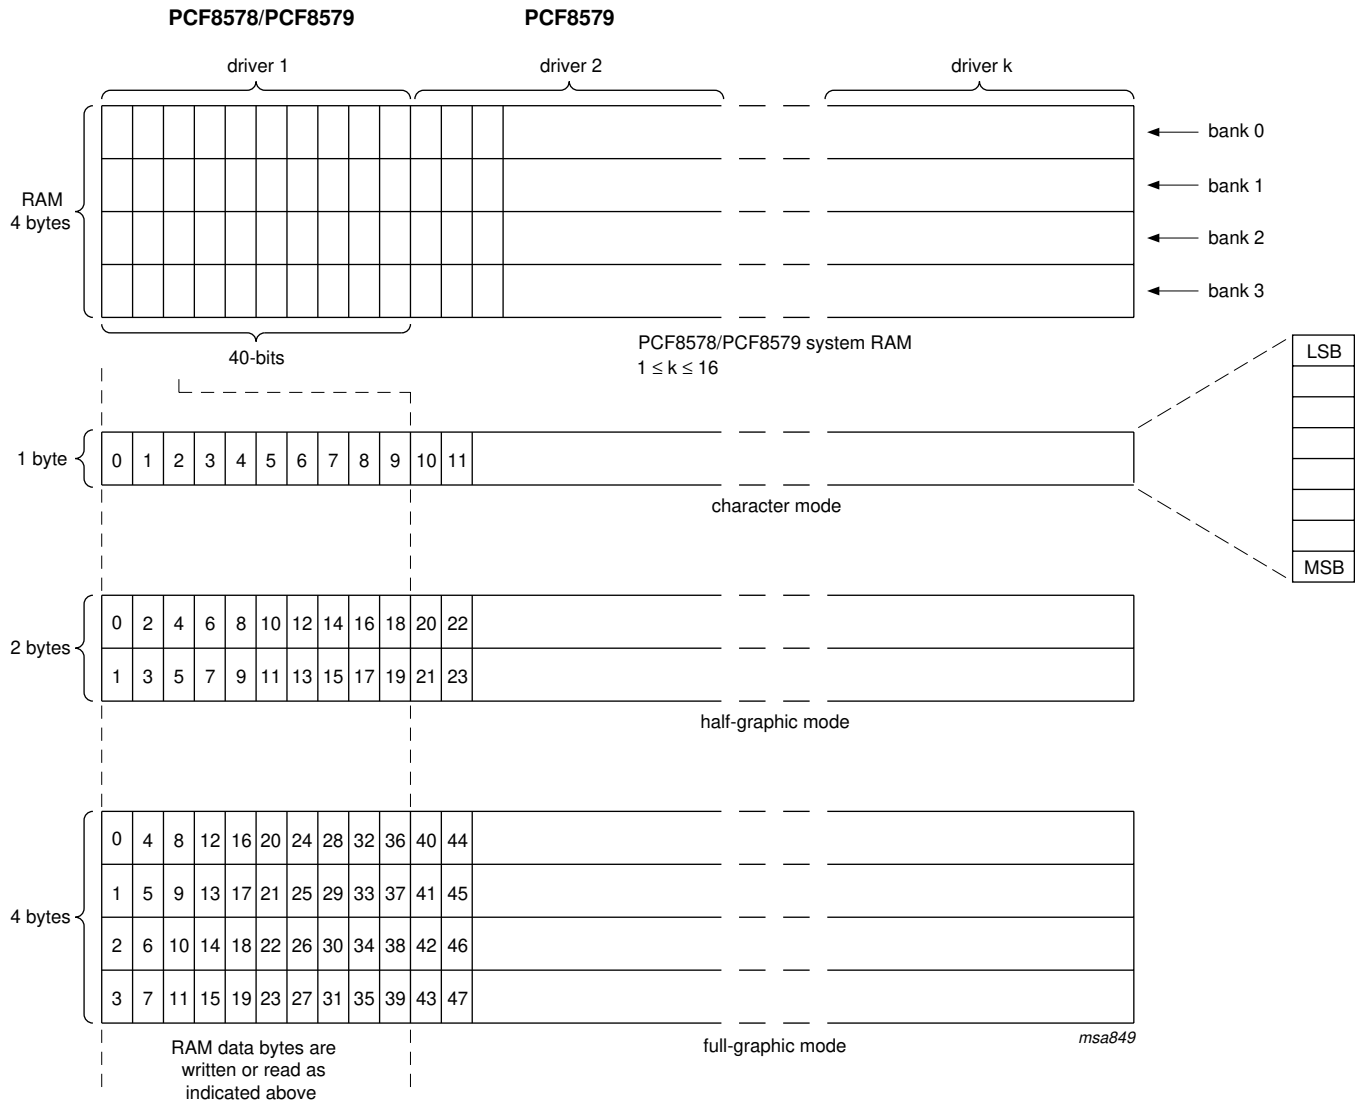 PCF8578/PCF8579 PCF8579
driver 1 driver 2 driver k
bank 0
bank 1
RAM
4 bytes
bank 2
bank 3
40-bits
PCF8578/PCF8579 system RAM
1 ≤ k ≤ 16
LSB
1 byte 0 1 2 3 4 5 6 7 8 9 10 11
character mode
MSB
0 2 4 6 8 10 12 14 16 18 20 22
2 bytes
1 3 5 7 9 11 13 15 17 19 21 23
half-graphic mode
0 4 8 12 16 20 24 28 32 36 40 44
1 5 9 13 17 21 25 29 33 37 41 45
4 bytes
2 6 10 14 18 22 26 30 34 38 42 46
3 7 11 15 19 23 27 31 35 39 43 47
msa849
full-graphic mode
RAM data bytes are
written or read as
indicated above